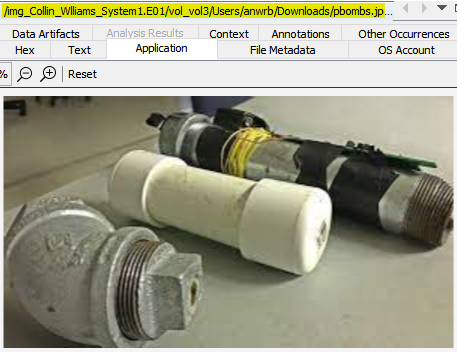 /img_Collin_Wlliams_System1.E01/vol_vol3/Users/anwrb/Downloads/pbombs.jp...
Data Artifacts Analysis Results Context Annotations Other Occurrences
Hex Text Application File Metadata OS Account
% Reset